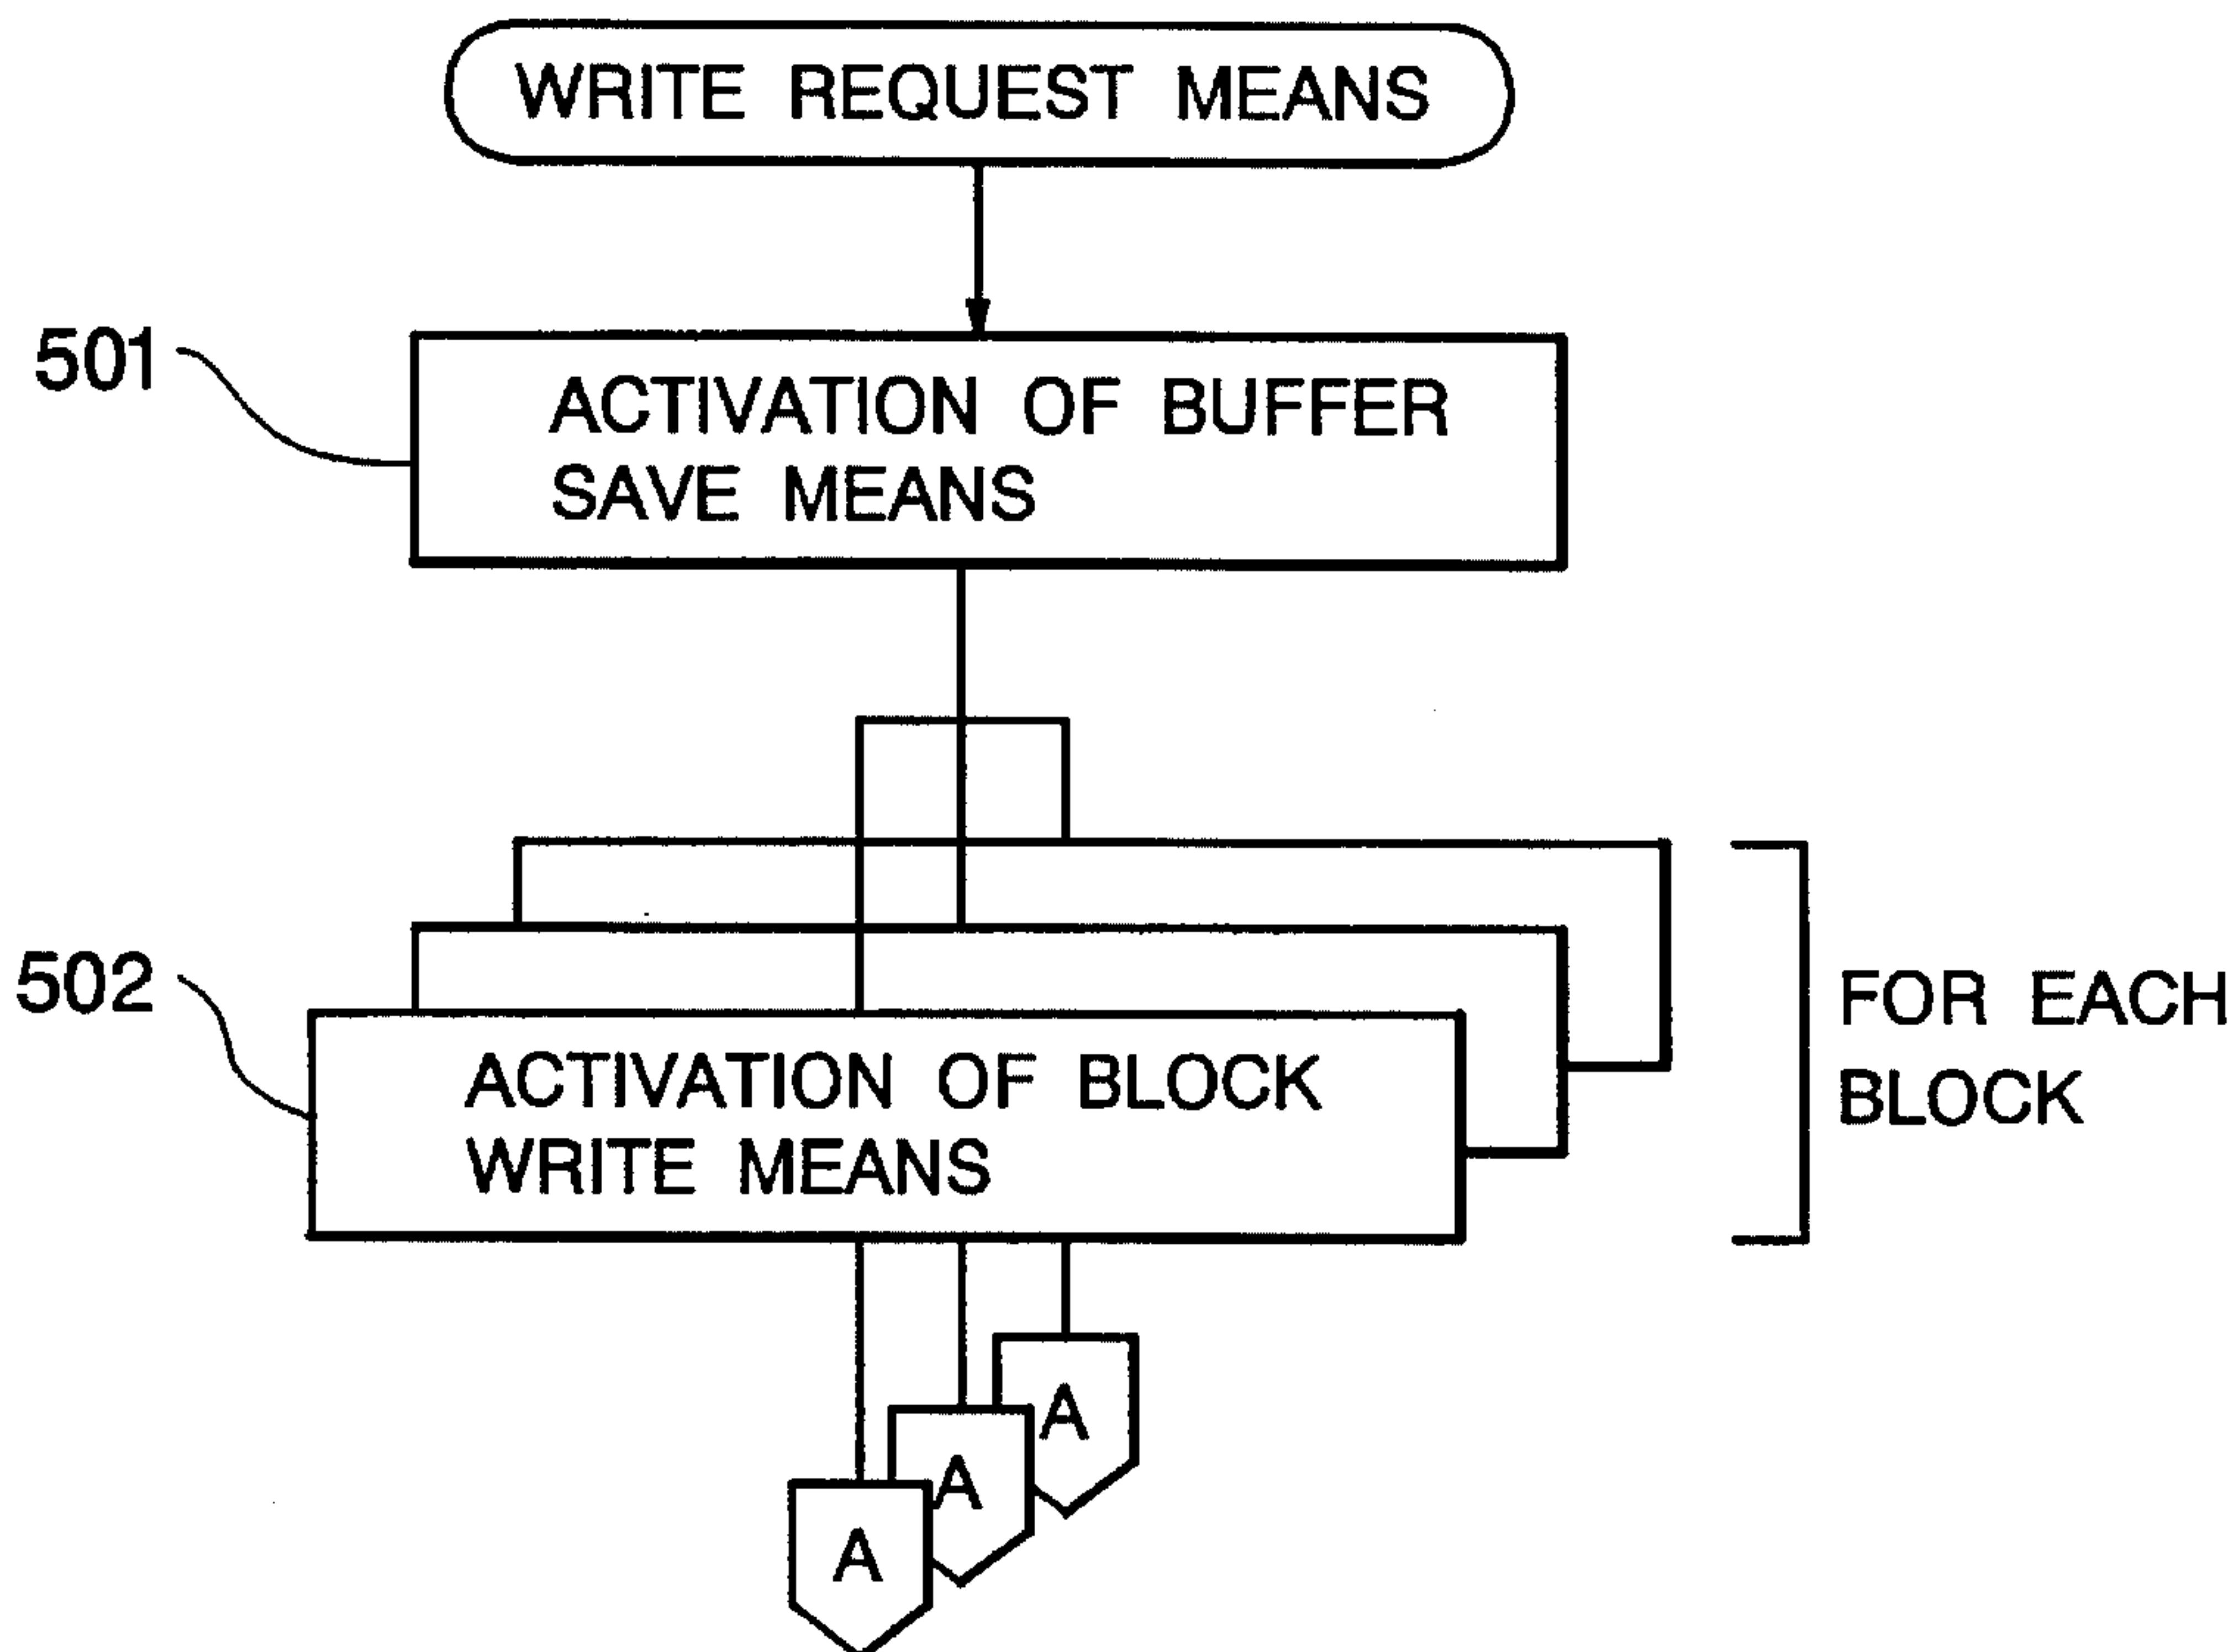 WRITE REQUEST MEANS
501
ACTIVATION OF BUFFER
SAVE MEANS
502
ACTIVATION OF BLOCK
WRITE MEANS
FOR EACH
BLOCK
A
A
A